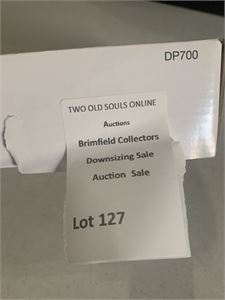 DP700
TWO OLD SOULS ONLINE
Auctions
Brimfield Collectors
Downsizing Sale
Auction Sale
Lot 127